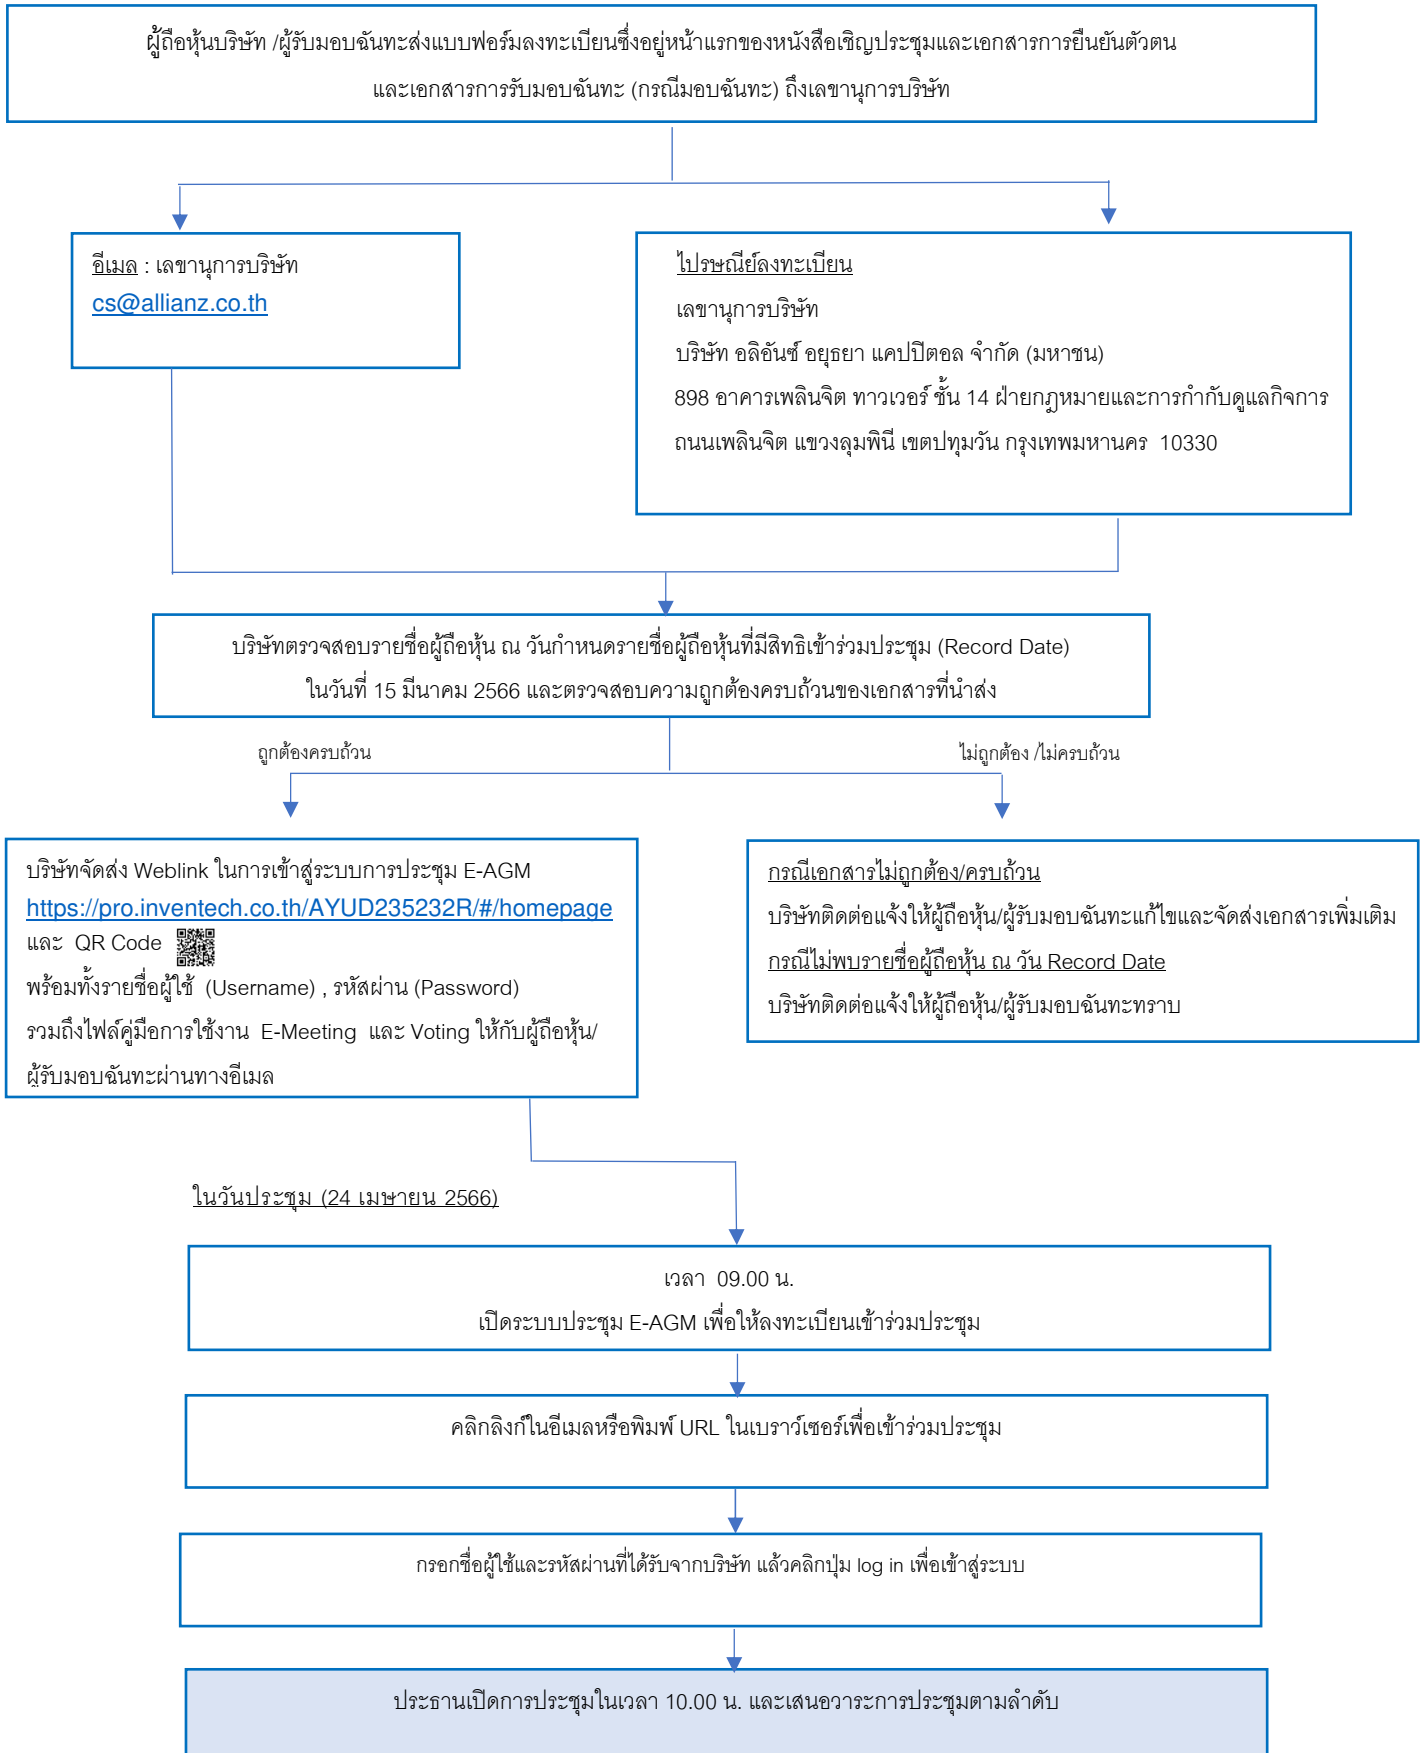 ผู้ถือหุ้นบริษัท /ผู้รับมอบฉันทะส่งแบบฟอร์มลงทะเบียนซึ่งอยู่หน้าแรกของหนังสือเชิญประชุมและเอกสารการยืนยันตัวตน
และเอกสารการรับมอบฉันทะ (กรณีมอบฉันทะ) ถึงเลขานุการบริษัท
อีเมล : เลขานุการบริษัท
cs@allianz.co.th
ไปรษณีย์ลงทะเบียน
เลขานุการบริษัท
บริษัท อลิอันซ์ อยุธยา แคปปิตอล จำกัด (มหาชน)
898 อาคารเพลินจิต ทาวเวอร์ ชั้น 14 ฝ่ายกฎหมายและการกำกับดูแลกิจการ
ถนนเพลินจิต แขวงลุมพินี เขตปทุมวัน กรุงเทพมหานคร 10330
บริษัทตรวจสอบรายชื่อผู้ถือหุ้น ณ วันกำหนดรายชื่อผู้ถือหุ้นที่มีสิทธิเข้าร่วมประชุม (Record Date)
ในวันที่ 15 มีนาคม 2566 และตรวจสอบความถูกต้องครบถ้วนของเอกสารที่นำส่ง
ถูกต้องครบถ้วน
ไม่ถูกต้อง /ไม่ครบถ้วน
บริษัทจัดส่ง Weblink ในการเข้าสู่ระบบการประชุม E-AGM
https://pro.inventech.co.th/AYUD235232R/#/homepage
และ QR Code
พร้อมทั้งรายชื่อผู้ใช้ (Username) , รหัสผ่าน (Password)
รวมถึงไฟล์คู่มือการใช้งาน E-Meeting และ Voting ให้กับผู้ถือหุ้น/
ผู้รับมอบฉันทะผ่านทางอีเมล
กรณีเอกสารไม่ถูกต้อง/ครบถ้วน
บริษัทติดต่อแจ้งให้ผู้ถือหุ้น/ผู้รับมอบฉันทะแก้ไขและจัดส่งเอกสารเพิ่มเติม
กรณีไม่พบรายชื่อผู้ถือหุ้น ณ วัน Record Date
บริษัทติดต่อแจ้งให้ผู้ถือหุ้น/ผู้รับมอบฉันทะทราบ
ในวันประชุม (24 เมษายน 2566)
เวลา 09.00 น.
เปิดระบบประชุม E-AGM เพื่อให้ลงทะเบียนเข้าร่วมประชุม
คลิกลิงก์ในอีเมลหรือพิมพ์ URL ในเบราว์เซอร์เพื่อเข้าร่วมประชุม
กรอกชื่อผู้ใช้และรหัสผ่านที่ได้รับจากบริษัท แล้วคลิกปุ่ม log in เพื่อเข้าสู่ระบบ
ประธานเปิดการประชุมในเวลา 10.00 น. และเสนอวาระการประชุมตามลำดับ